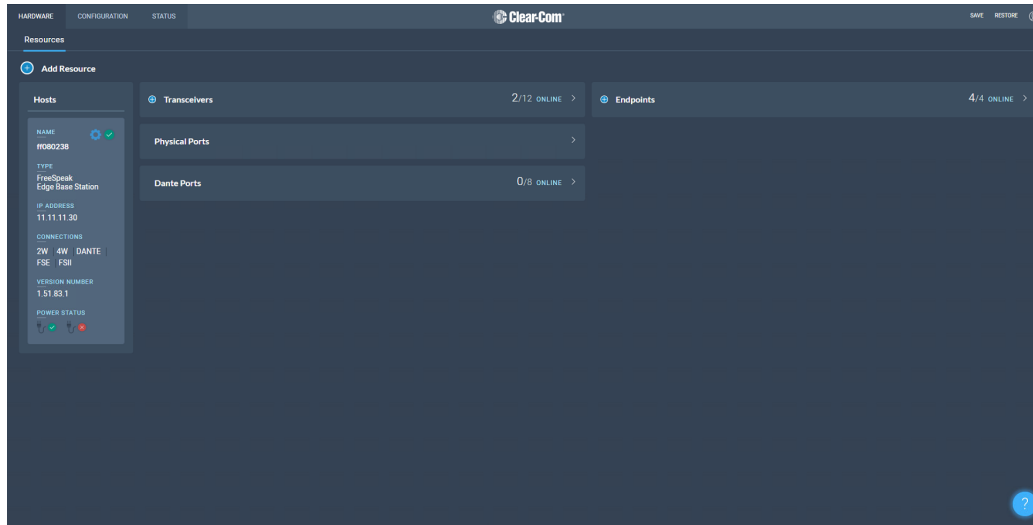 HARDWARE CONFIGURATION STATUS Clear-Com SAVE RESTORE
Resources
Add Resource
Hosts
NAME
ff080238
TYPE
FreeSpeak
Edge Base Station
IP ADDRESS
11.11.11.30
CONNECTIONS
2W | 4W | DANTE |
FSE | FSII
VERSION NUMBER
1.51.83.1
POWER STATUS
Transceivers 2/12 ONLINE >
Physical Ports >
Dante Ports 0/8 ONLINE >
Endpoints 4/4 ONLINE >
?